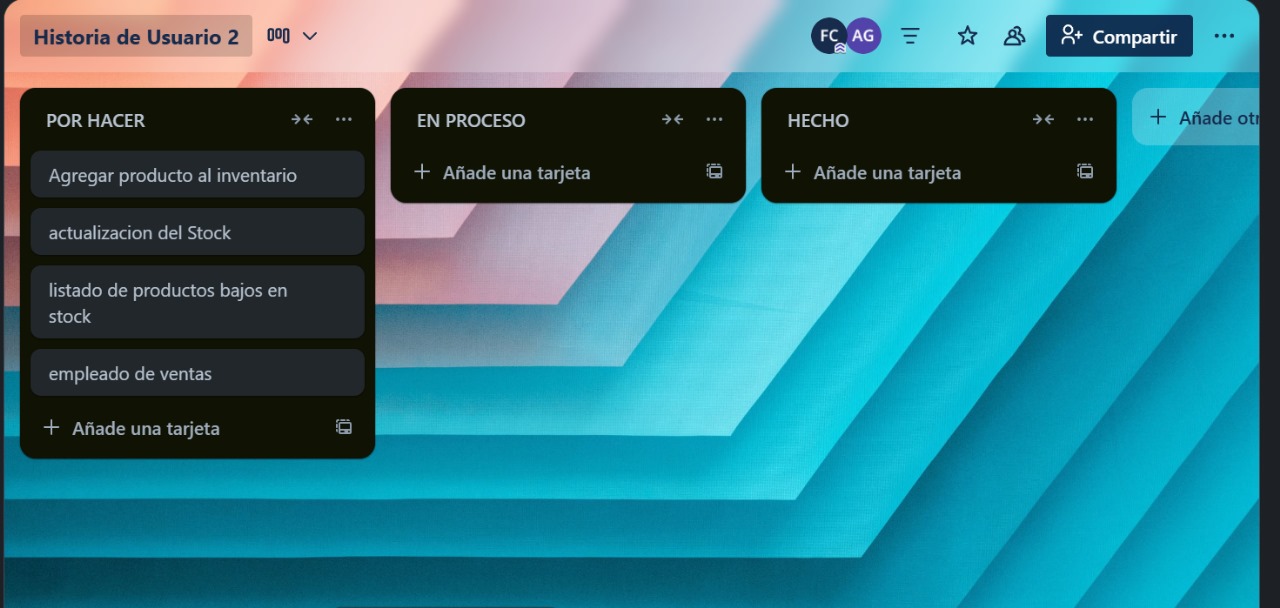 Historia de Usuario 2
FC
AG
Compartir
POR HACER
Agregar producto al inventario
actualizacion del Stock
listado de productos bajos en
stock
empleado de ventas
Añade una tarjeta
EN PROCESO
Añade una tarjeta
HECHO
Añade una tarjeta
Añade otr